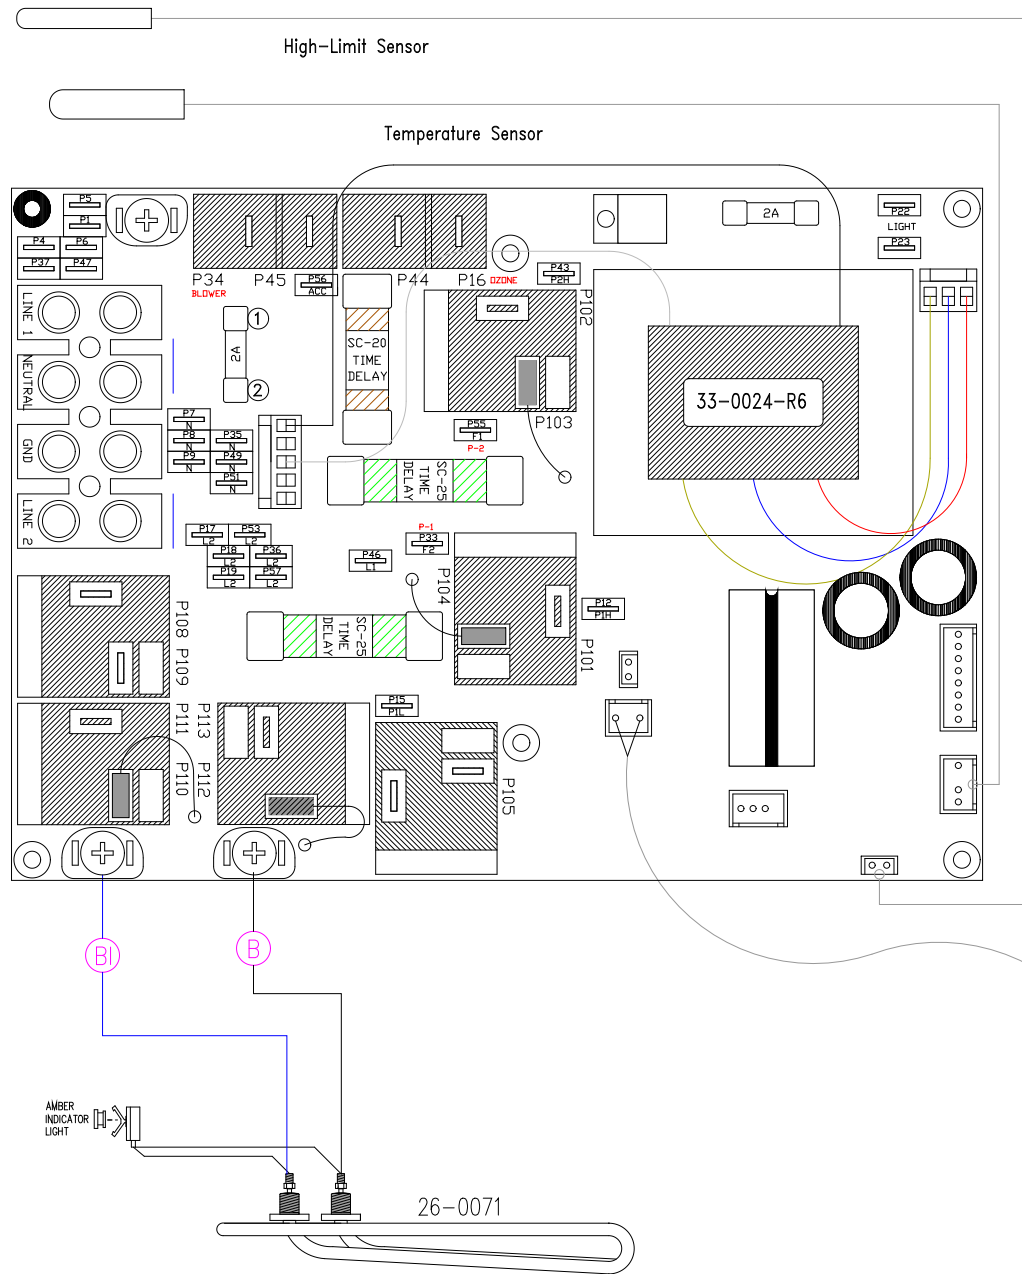 High-Limit Sensor
Temperature Sensor
P5
P1
P4
P6
P37
P47
P34
BLOWER
P45
P56
ACC
P44
P16
OZONE
P43
P2H
2A
P22
LIGHT
P23
LINE 1
NEUTRAL
GND
LINE 2
1
2A
2
SC-20
TIME
DELAY
P102
P103
33-0024-R6
P7
N
P8
N
P9
N
P35
N
P49
N
P51
N
P55
F1
P-2
SC-25
TIME
DELAY
P17
L2
P53
L2
P18
L2
P36
L2
P19
L2
P57
L2
P46
L1
P-1
P33
F2
P104
P101
P12
P1H
P108
P109
SC-25
TIME
DELAY
P15
P1L
P111
P110
P113
P112
P105
BI
B
AMBER
INDICATOR
LIGHT
26-0071